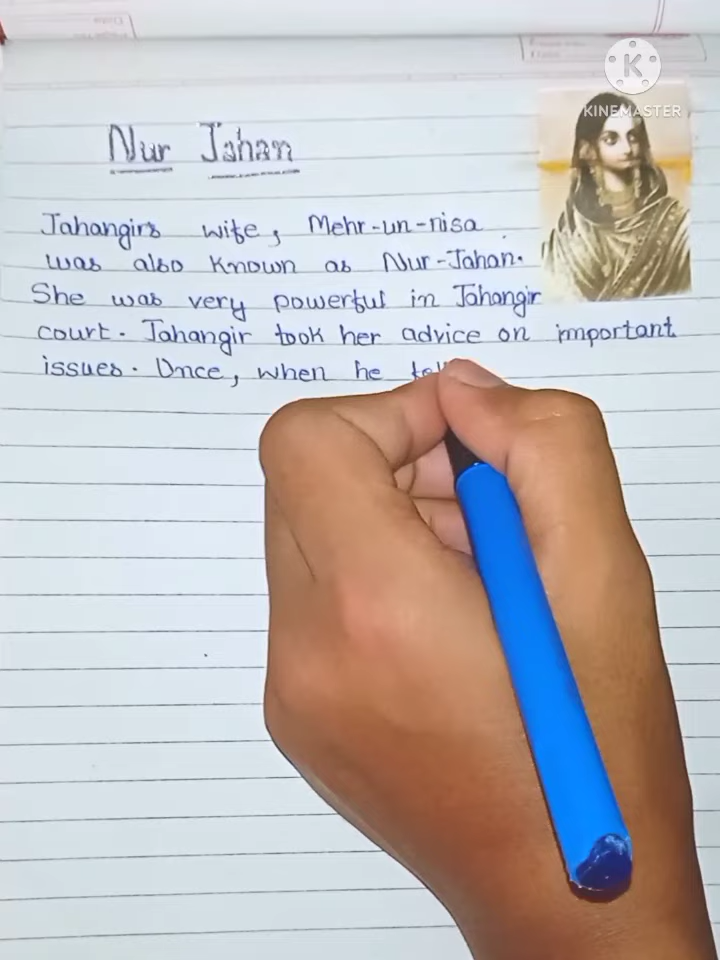 KINEMASTER
Nur Jahan
Jahangirs wife, Mehr-un-nisa
was also known as Nur-Jahan.
She was very powerful in Jahangir
court. Jahangir took her advice on important
issues. Once, when he